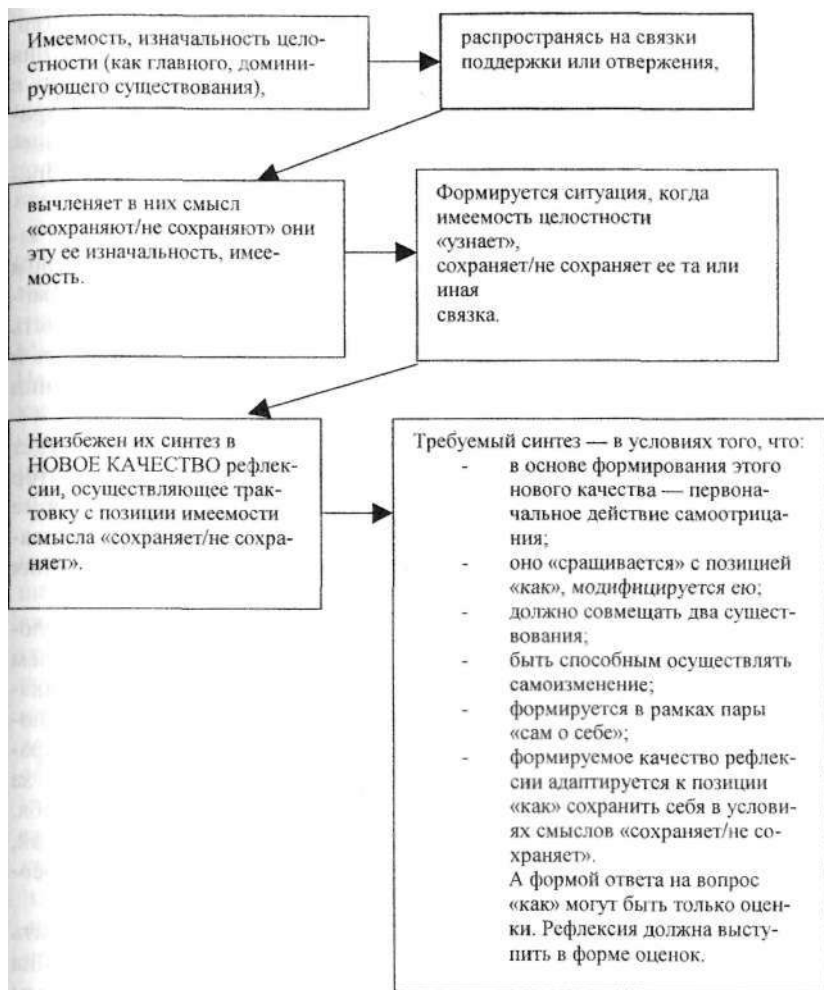 Имеемость, изначальность цело-
стности (как главного, домини-
рующего существования),
распространясь на связки
поддержки или отвержения,
вычленяет в них смысл
«сохраняют/не сохраняют» они
эту ее изначальность, имее-
мость.
Формируется ситуация, когда
имеемость целостности
«узнает»,
сохраняет/не сохраняет ее та или
иная
связка.
Неизбежен их синтез в
НОВОЕ КАЧЕСТВО рефлек-
сии, осуществляющее трак-
товку с позиции имеемости
смысла «сохраняет/не сохра-
няет».
Требуемый синтез — в условиях того, что:
- в основе формирования этого
нового качества — первона-
чальное действие самоотрица-
ния;
- оно «сращивается» с позицией
«как», модифицируется ею;
- должно совмещать два сущест-
вования;
- быть способным осуществлять
самоизменение;
- формируется в рамках пары
«сам о себе»;
- формируемое качество рефлек-
сии адаптируется к позиции
«как» сохранить себя в услови-
ях смыслов «сохраняет/не со-
храняет».
А формой ответа на вопрос
«как» могут быть только оцен-
ки. Рефлексия должна высту-
пить в форме оценок.